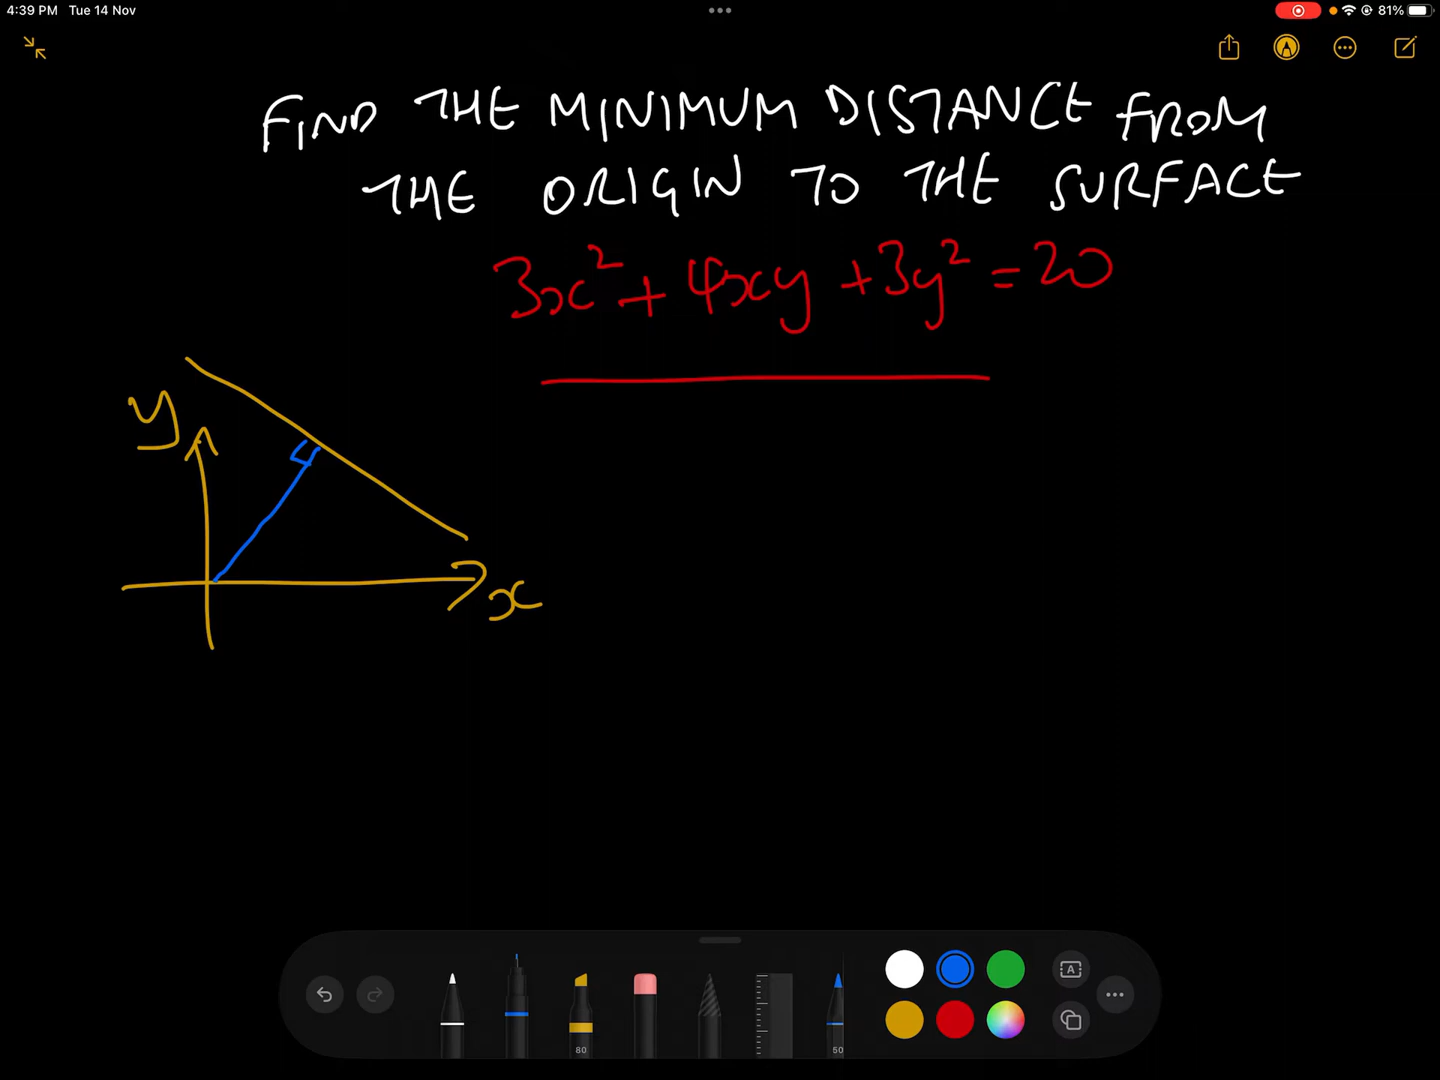 4:39 PM Tue 14 Nov
81%
FIND THE MINIMUM DISTANCE FROM
THE ORIGIN TO THE SURFACE
3x² + 4xy + 3y² = 20
y
x
80
50
A